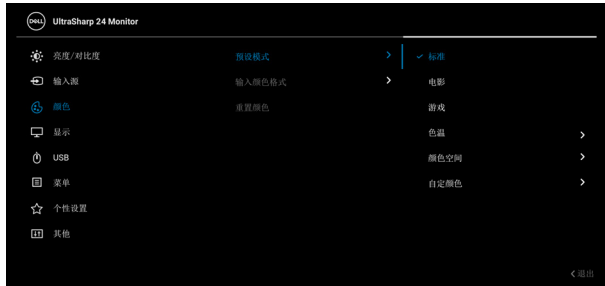 DELL UltraSharp 24 Monitor
亮度/对比度 预设模式 标准
输入源 输入颜色格式 电影
颜色 重置颜色 游戏
显示 色温
USB 颜色空间
菜单 自定颜色
个性设置
其他
退出